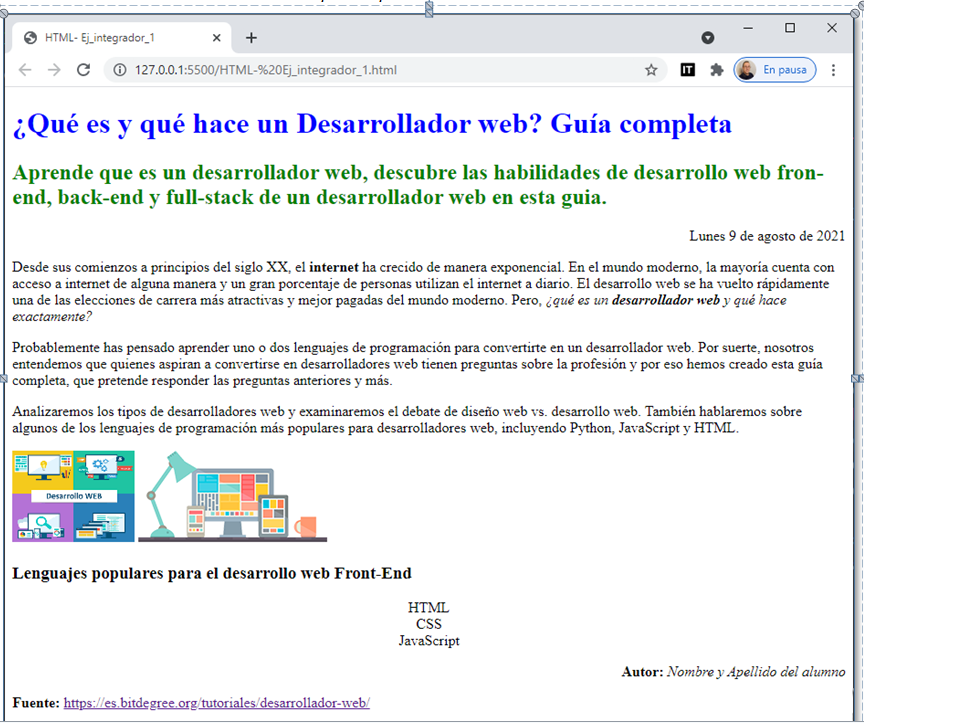 HTML- Ej_integrador_1
127.0.0.1:5500/HTML-%20Ej_integrador_1.html
IT
En pausa
¿Qué es y qué hace un Desarrollador web? Guía completa
Aprende que es un desarrollador web, descubre las habilidades de desarrollo web fron-
end, back-end y full-stack de un desarrollador web en esta guia.
Lunes 9 de agosto de 2021
Desde sus comienzos a principios del siglo XX, el internet ha crecido de manera exponencial. En el mundo moderno, la mayoría cuenta con
acceso a internet de alguna manera y un gran porcentaje de personas utilizan el internet a diario. El desarrollo web se ha vuelto rápidamente
una de las elecciones de carrera más atractivas y mejor pagadas del mundo moderno. Pero, ¿qué es un desarrollador web y qué hace
exactamente?
Probablemente has pensado aprender uno o dos lenguajes de programación para convertirte en un desarrollador web. Por suerte, nosotros
entendemos que quienes aspiran a convertirse en desarrolladores web tienen preguntas sobre la profesión y por eso hemos creado esta guía
completa, que pretende responder las preguntas anteriores y más.
Analizaremos los tipos de desarrolladores web y examinaremos el debate de diseño web vs. desarrollo web. También hablaremos sobre
algunos de los lenguajes de programación más populares para desarrolladores web, incluyendo Python, JavaScript y HTML.
Desarrollo WEB
Lenguajes populares para el desarrollo web Front-End
HTML
CSS
JavaScript
Autor: Nombre y Apellido del alumno
Fuente: https://es.bitdegree.org/tutoriales/desarrollador-web/